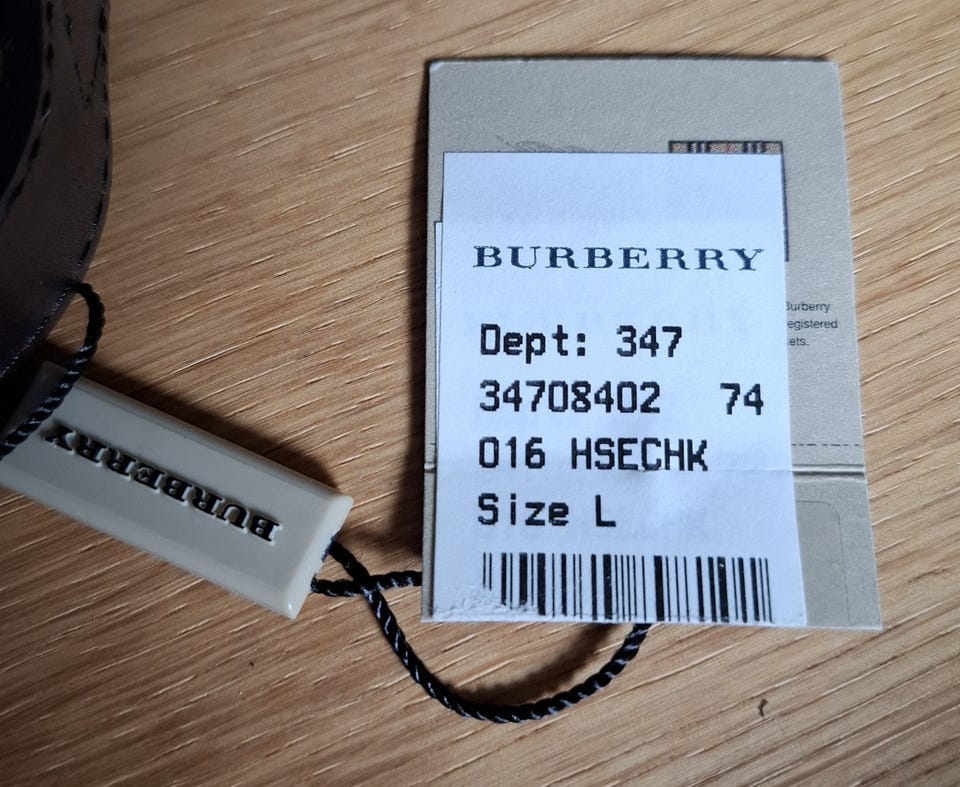 BURBERRY
Dept: 347
34708402 74
016 HSECHK
Size L
Burberry
egistered
ets.
BURBERRY